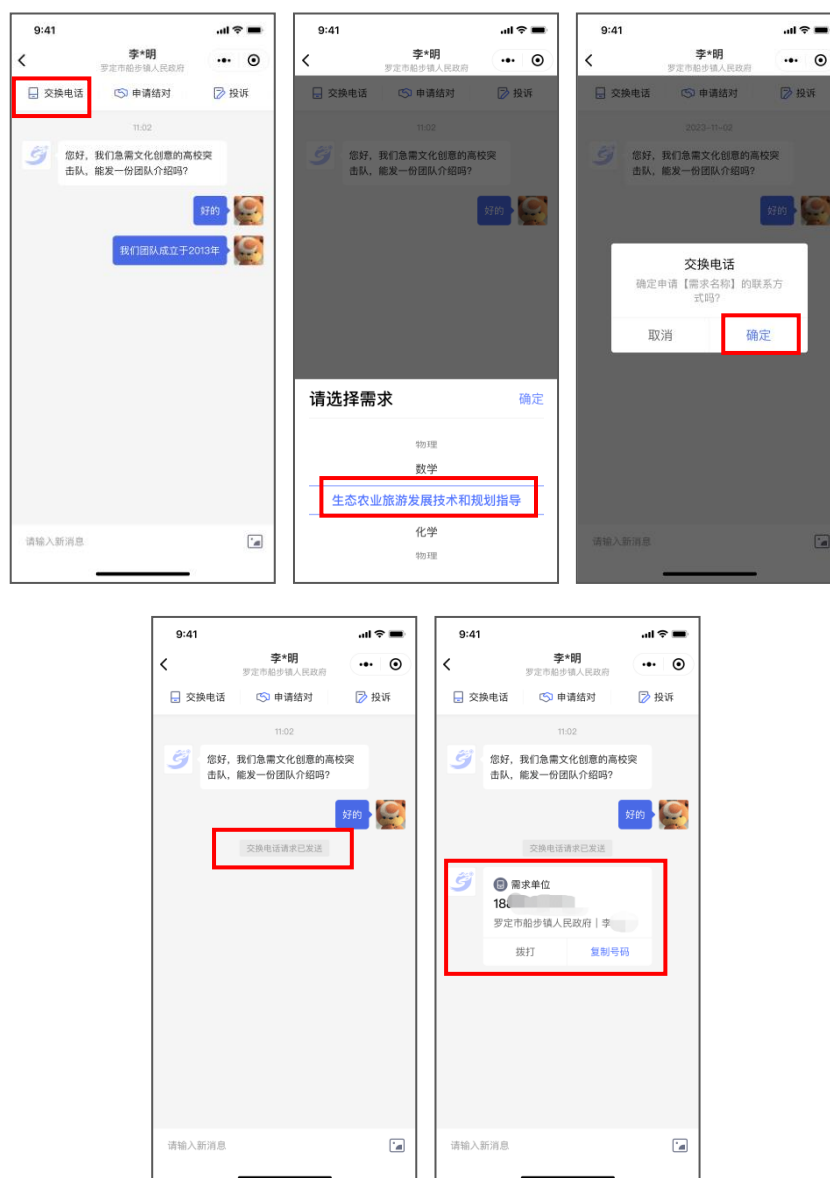 9:41
李*明
罗定市船步镇人民政府
交换电话 申请结对 投诉
11:02
您好，我们急需文化创意的高校突
击队，能发一份团队介绍吗？
好的
我们团队成立于2013年
请输入新消息
9:41
李*明
罗定市船步镇人民政府
交换电话 申请结对 投诉
11:02
您好，我们急需文化创意的高校突
击队，能发一份团队介绍吗？
好的
请选择需求 确定
物理
数学
生态农业旅游发展技术和规划指导
化学
物理
9:41
李*明
罗定市船步镇人民政府
交换电话 申请结对 投诉
2023-11-02
您好，我们急需文化创意的高校突
击队，能发一份团队介绍吗？
好的
交换电话
确定申请【需求名称】的联系方
式吗？
取消 确定
请输入新消息
9:41
李*明
罗定市船步镇人民政府
交换电话 申请结对 投诉
11:02
您好，我们急需文化创意的高校突
击队，能发一份团队介绍吗？
好的
交换电话请求已发送
请输入新消息
9:41
李*明
罗定市船步镇人民政府
交换电话 申请结对 投诉
11:02
您好，我们急需文化创意的高校突
击队，能发一份团队介绍吗？
好的
交换电话请求已发送
需求单位
18
罗定市船步镇人民政府｜李
拨打 复制号码
请输入新消息